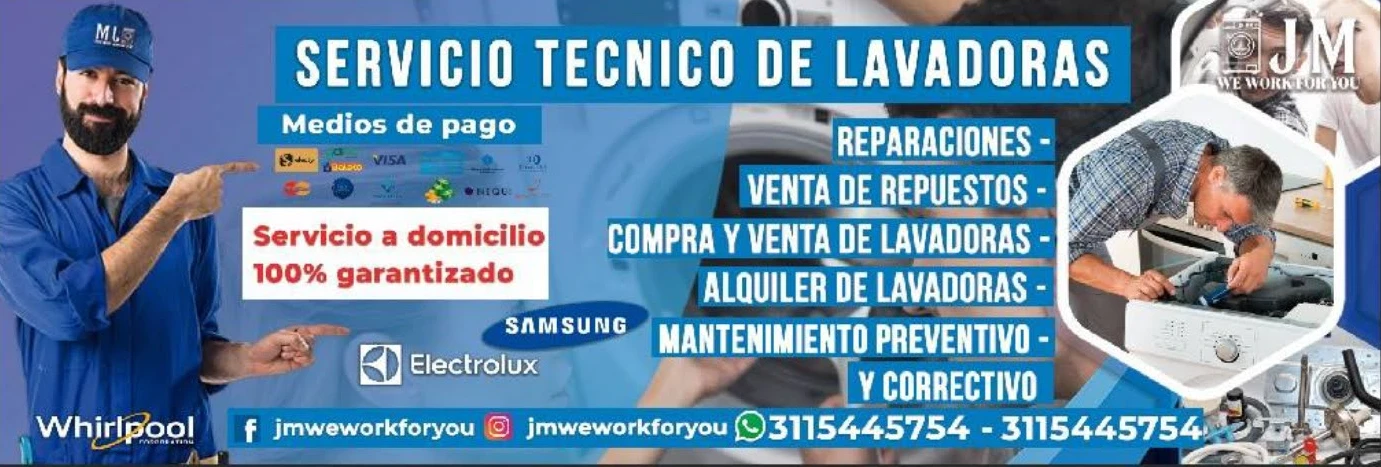 SERVICIO TECNICO DE LAVADORAS
JM
WE WORK FOR YOU
Medios de pago
VISA
NEQUI
Servicio a domicilio
100% garantizado
REPARACIONES -
VENTA DE REPUESTOS -
COMPRA Y VENTA DE LAVADORAS -
ALQUILER DE LAVADORAS -
MANTENIMIENTO PREVENTIVO -
Y CORRECTIVO
SAMSUNG
Electrolux
Whirlpool
CORPORATION
jmweworkforyou jmweworkforyou 3115445754 - 3115445754